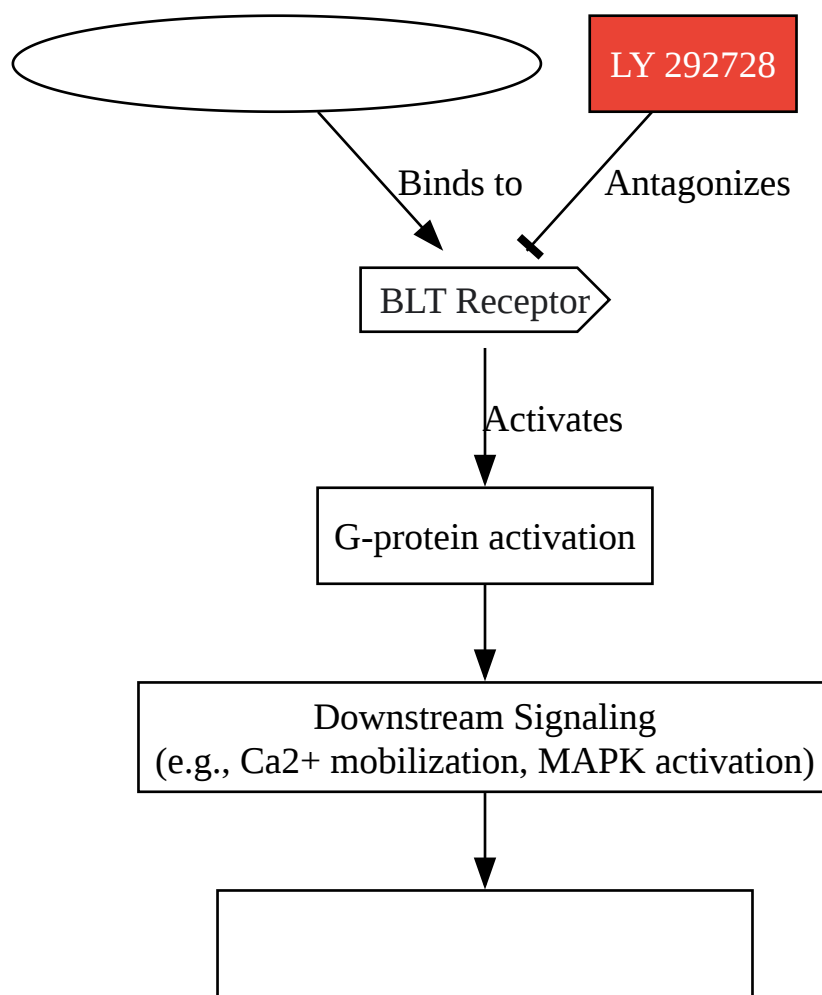 LY 292728
Binds to
Antagonizes
BLT Receptor
Activates
G-protein activation
Downstream Signaling
(e.g., Ca2+ mobilization, MAPK activation)